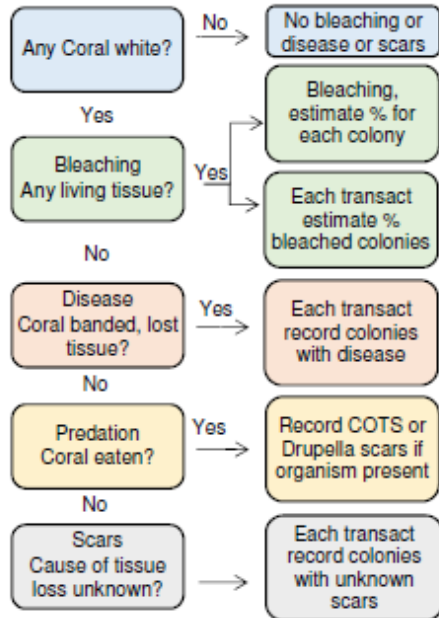 Any Coral white?
No
No bleaching or
disease or scars
Yes
Bleaching
Any living tissue?
Yes
Bleaching,
estimate % for
each colony
Each transact
estimate %
bleached colonies
No
Disease
Coral banded, lost
tissue?
Yes
Each transact
record colonies
with disease
No
Predation
Coral eaten?
Yes
Record COTS or
Drupella scars if
organism present
No
Scars
Cause of tissue
loss unknown?
Each transact
record colonies
with unknown
scars